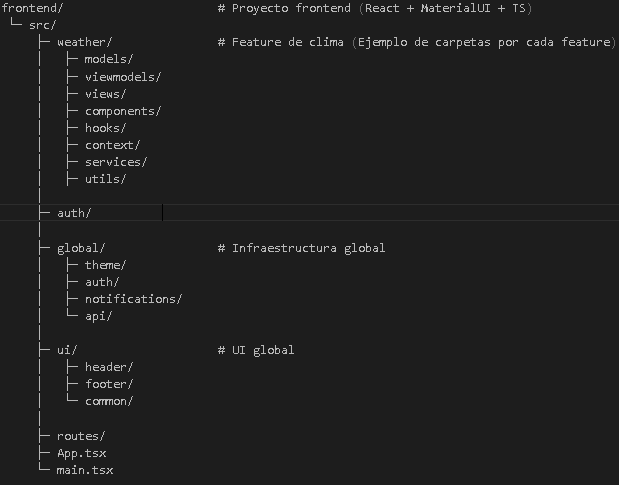 frontend/ # Proyecto frontend (React + MaterialUI + TS)
└─ src/
├─ weather/ # Feature de clima (Ejemplo de carpetas por cada feature)
│ ├─ models/
│ ├─ viewmodels/
│ ├─ views/
│ ├─ components/
│ ├─ hooks/
│ ├─ context/
│ ├─ services/
│ ├─ utils/
│
├─ auth/
│
├─ global/ # Infraestructura global
│ ├─ theme/
│ ├─ auth/
│ ├─ notifications/
│ └─ api/
│
├─ ui/ # UI global
│ ├─ header/
│ ├─ footer/
│ └─ common/
│
├─ routes/
├─ App.tsx
└─ main.tsx